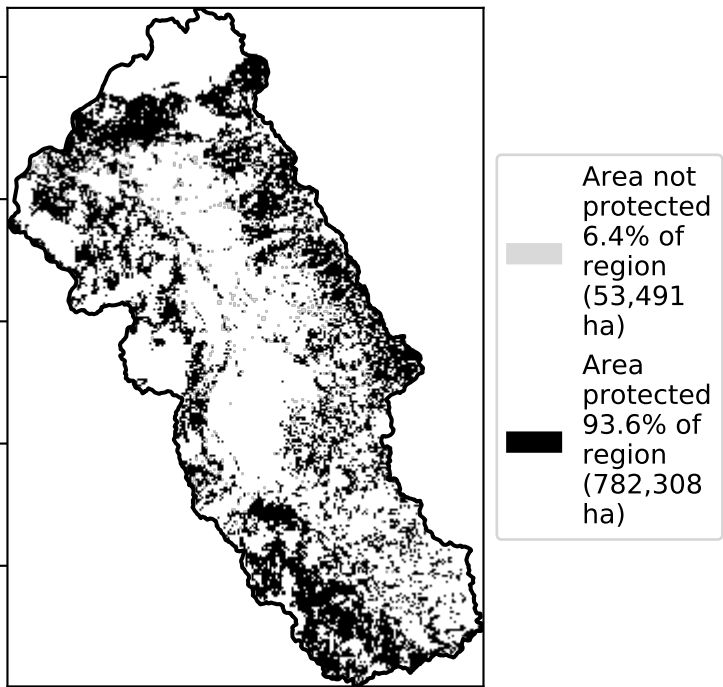 Area not
protected
6.4% of
region
(53,491
ha)
Area
protected
93.6% of
region
(782,308
ha)